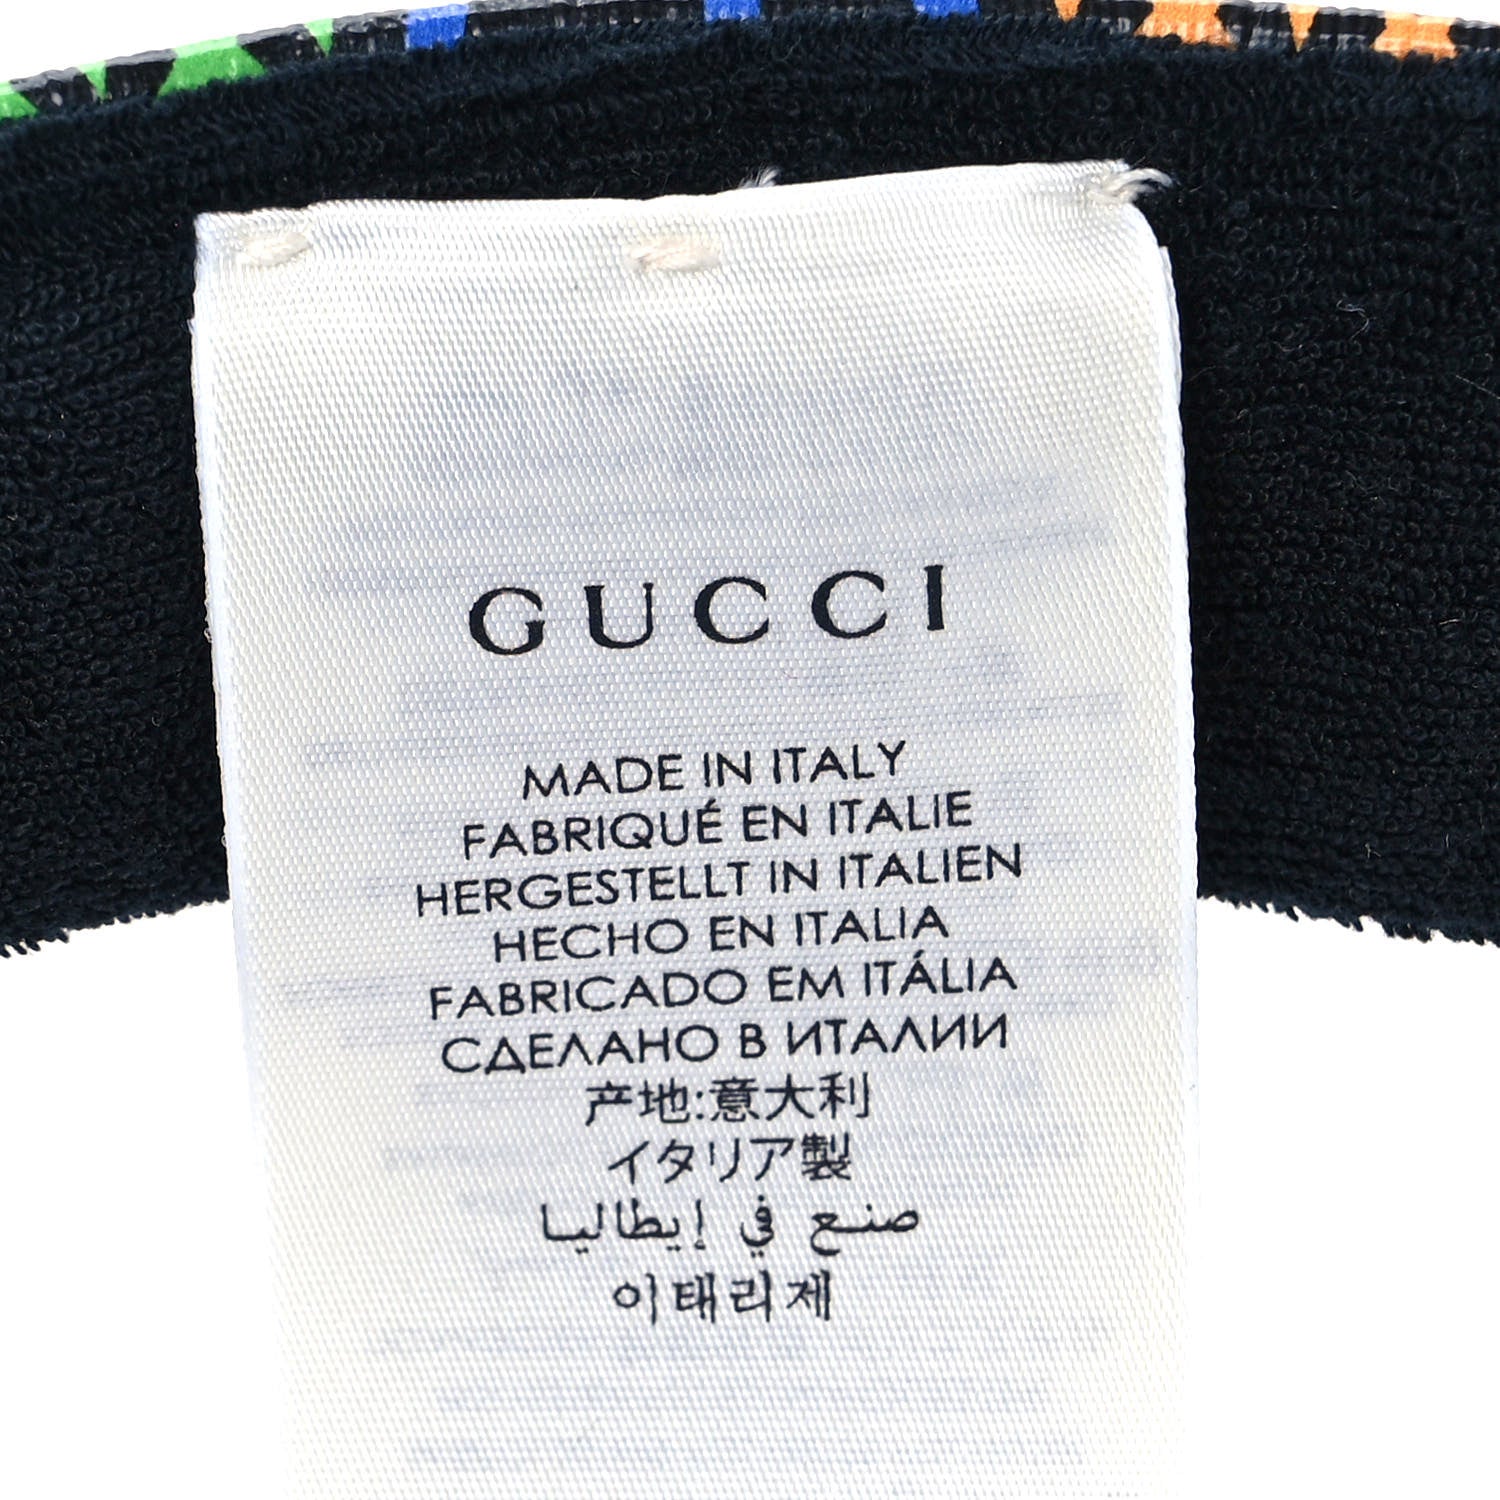 GUCCI
MADE IN ITALY
FABRIQUÉ EN ITALIE
HERGESTELLT IN ITALIEN
HECHO EN ITALIA
FABRICADO EM ITÁLIA
СДЕЛАНО В ИТАЛИИ
产地:意大利
イタリア製
صنع في إيطاليا
이태리제